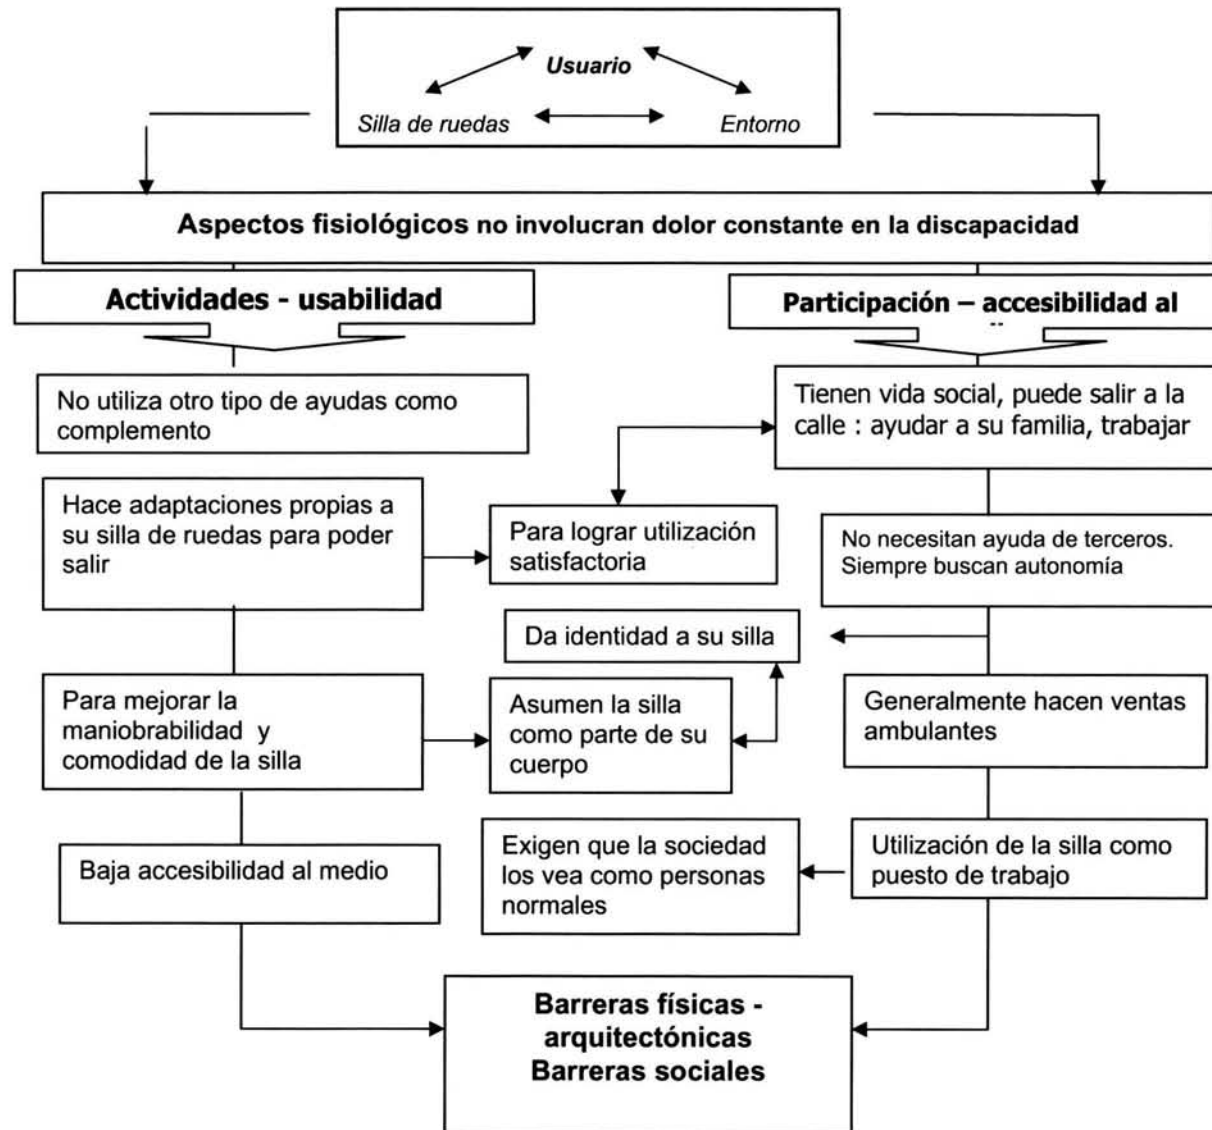 Usuario
Silla de ruedas
Entorno
Aspectos fisiológicos no involucran dolor constante en la discapacidad
Actividades - usabilidad
Participación – accesibilidad al
No utiliza otro tipo de ayudas como
complemento
Tienen vida social, puede salir a la
calle : ayudar a su familia, trabajar
Hace adaptaciones propias a
su silla de ruedas para poder
salir
Para lograr utilización
satisfactoria
No necesitan ayuda de terceros.
Siempre buscan autonomía
Da identidad a su silla
Para mejorar la
maniobrabilidad y
comodidad de la silla
Asumen la silla
como parte de su
cuerpo
Generalmente hacen ventas
ambulantes
Baja accesibilidad al medio
Exigen que la sociedad
los vea como personas
normales
Utilización de la silla como
puesto de trabajo
Barreras físicas -
arquitectónicas
Barreras sociales